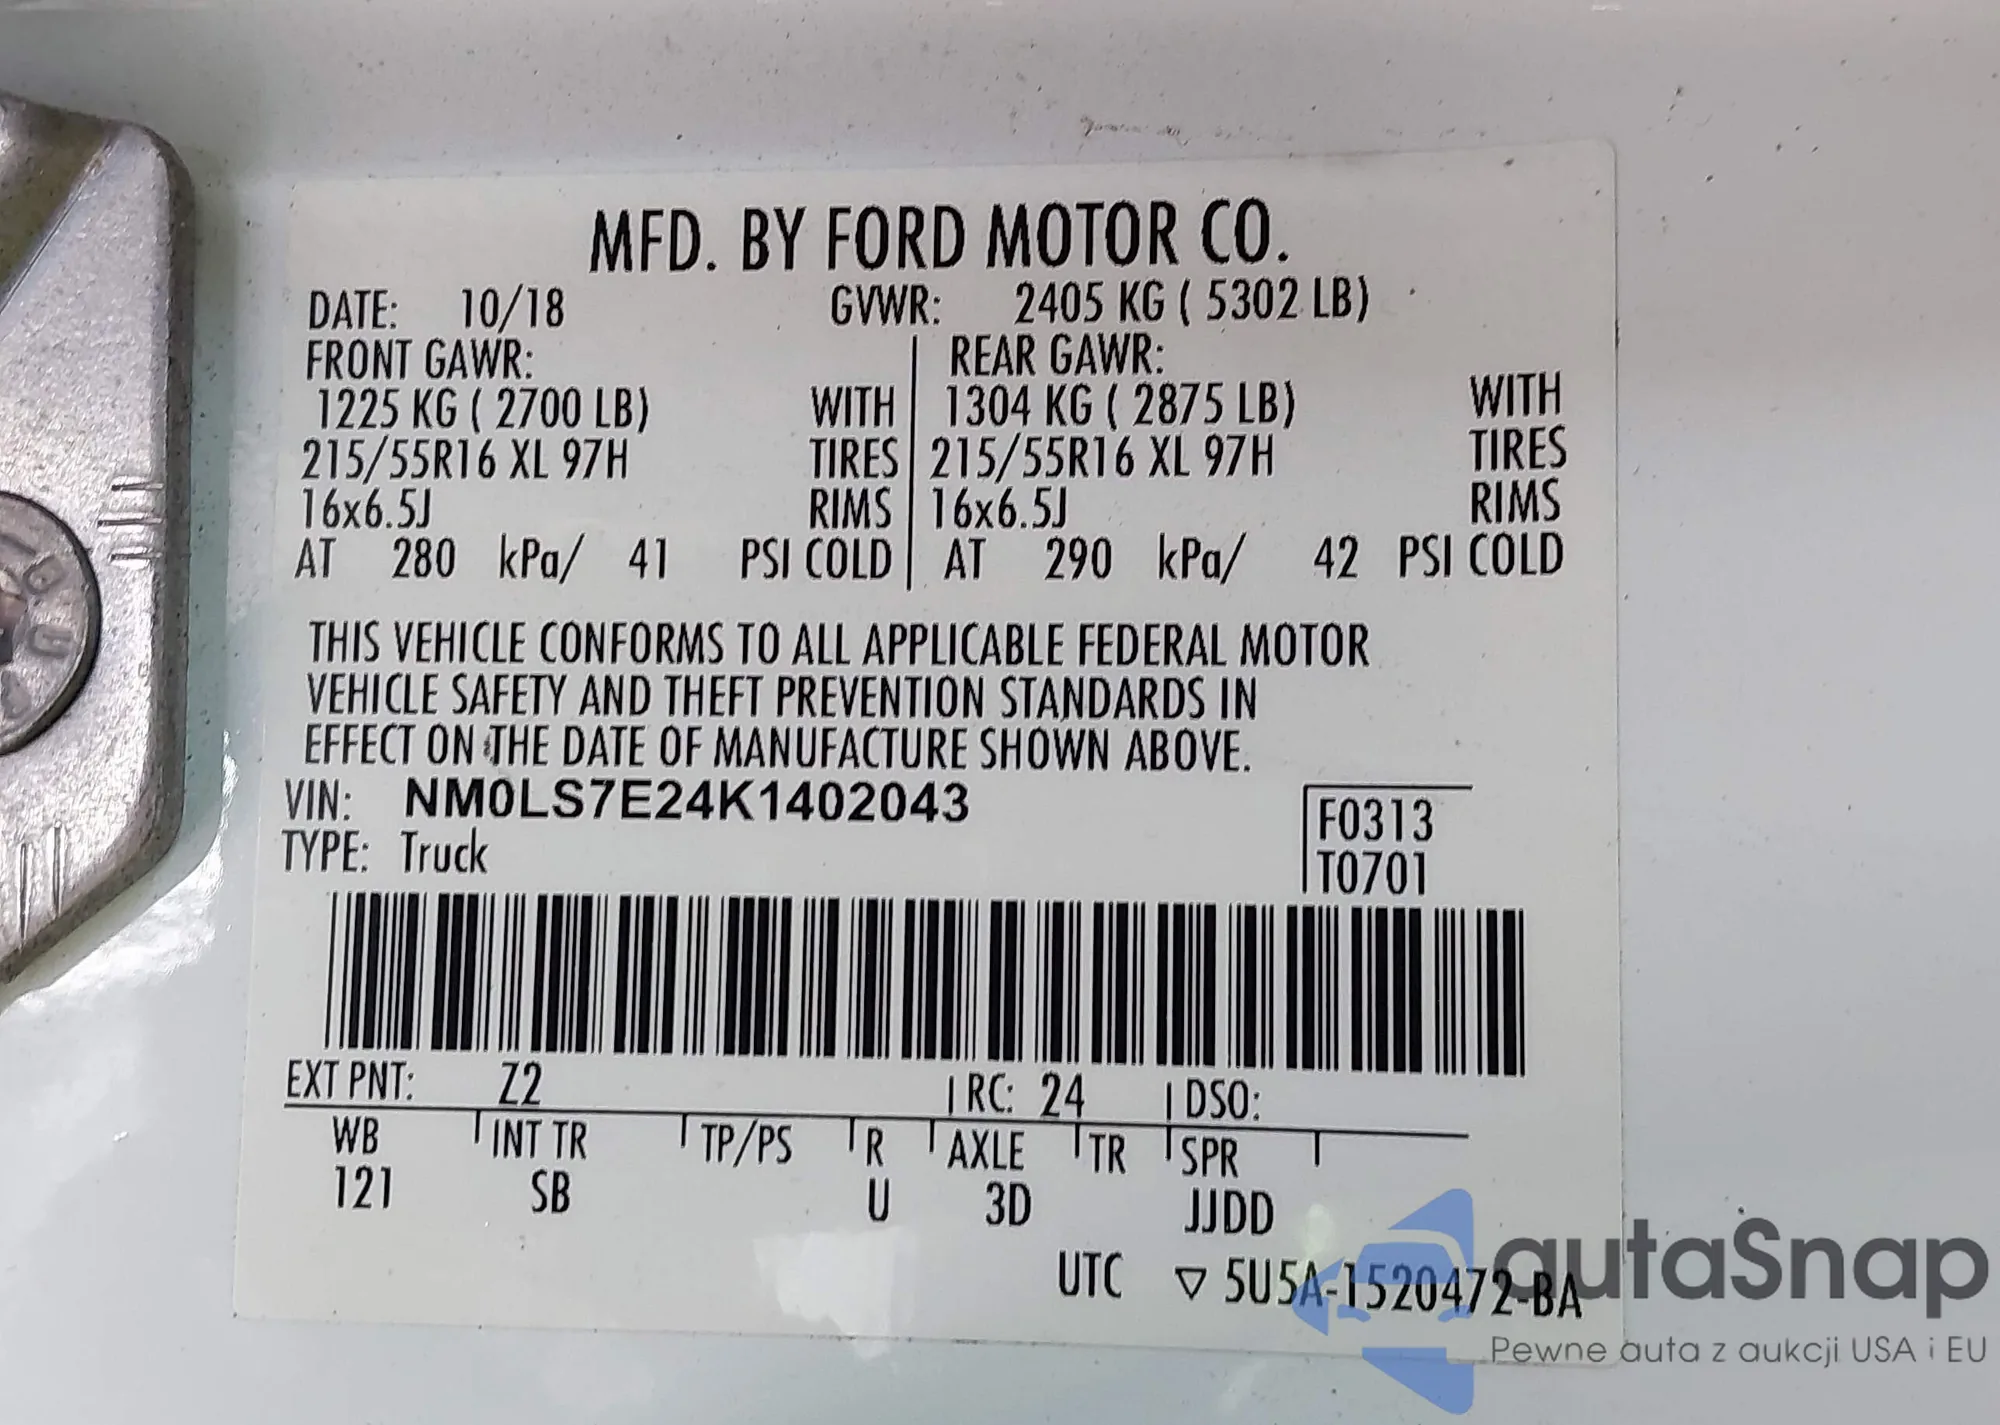 MFD. BY FORD MOTOR CO.
DATE: 10/18 GVWR: 2405 KG ( 5302 LB)
FRONT GAWR: REAR GAWR:
1225 KG ( 2700 LB) WITH 1304 KG ( 2875 LB) WITH
215/55R16 XL 97H TIRES 215/55R16 XL 97H TIRES
16x6.5J RIMS 16x6.5J RIMS
AT 280 kPa/ 41 PSI COLD AT 290 kPa/ 42 PSI COLD
THIS VEHICLE CONFORMS TO ALL APPLICABLE FEDERAL MOTOR
VEHICLE SAFETY AND THEFT PREVENTION STANDARDS IN
EFFECT ON THE DATE OF MANUFACTURE SHOWN ABOVE.
VIN: NM0LS7E24K1402043 F0313
TYPE: Truck T0701
EXT PNT: Z2 RC: 24 DSO:
WB INT TR TP/PS R AXLE TR SPR
121 SB U 3D JJDD
UTC ▽ 5U5A-1520472-BA
autaSnap
Pewne auta z aukcji USA i EU